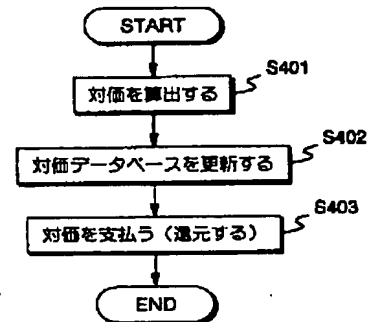 START
S401
対価を算出する
S402
対価データベースを更新する
S403
対価を支払う（還元する）
END